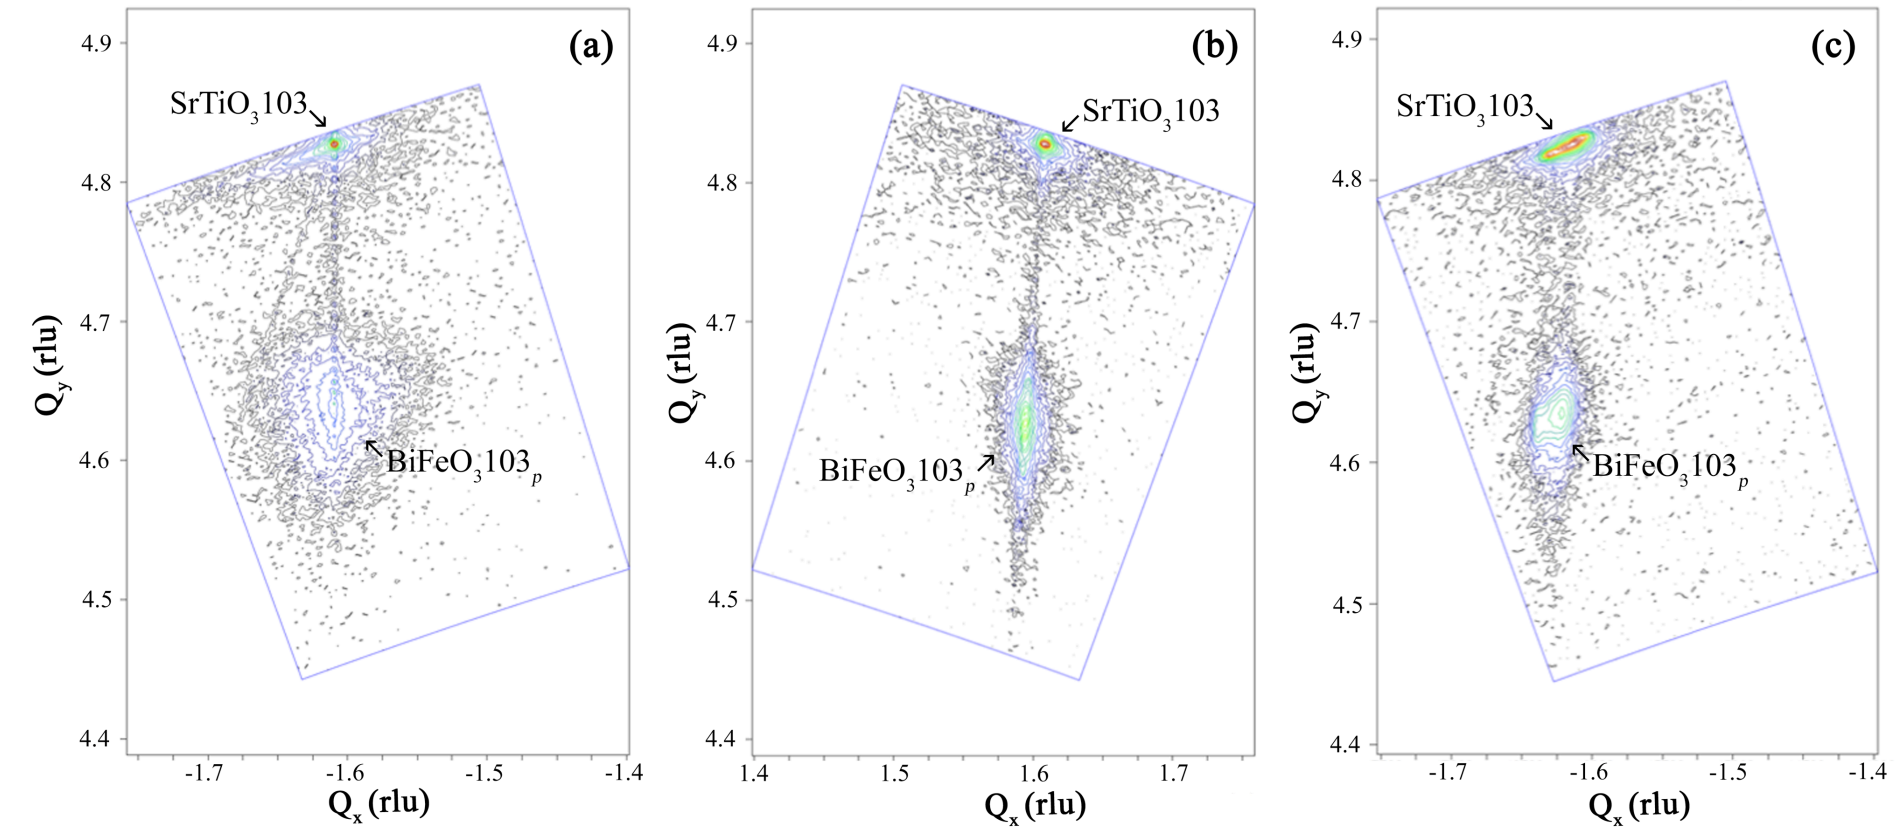 (a)
4.9
4.8
4.7
4.6
4.5
4.4
Qy (rlu)
SrTiO3103
BiFeO3103p
-1.7 -1.6 -1.5 -1.4
Qx (rlu)
(b)
4.9
4.8
4.7
4.6
4.5
4.4
Qy (rlu)
SrTiO3103
BiFeO3103p
1.4 1.5 1.6 1.7
Qx (rlu)
(c)
4.9
4.8
4.7
4.6
4.5
4.4
Qy (rlu)
SrTiO3103
BiFeO3103p
-1.7 -1.6 -1.5 -1.4
Qx (rlu)